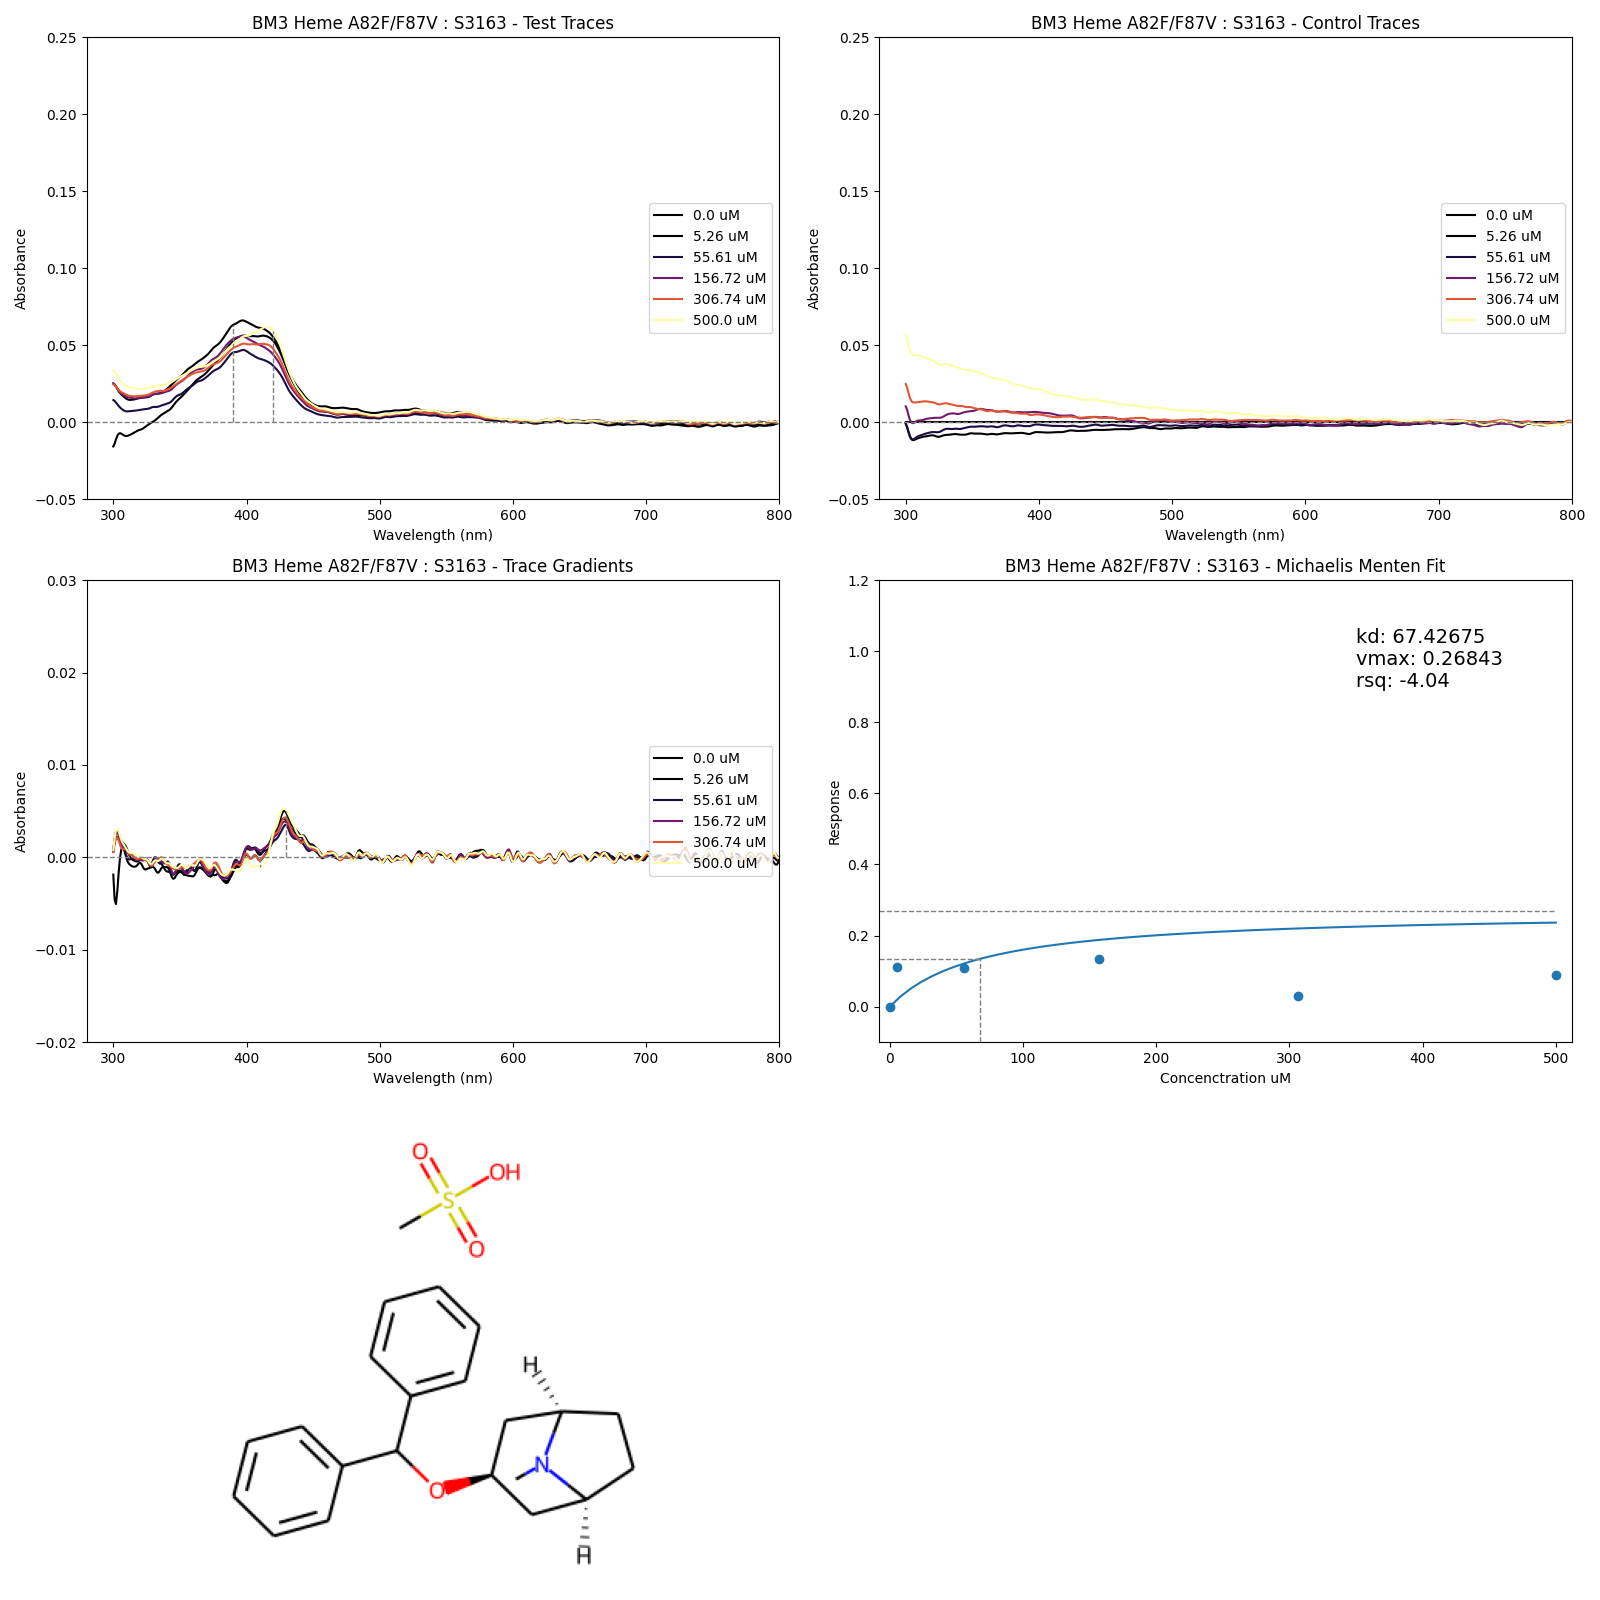 BM3 Heme A82F/F87V : S3163 - Test Traces
0.25
0.20
0.15
0.10
0.05
0.00
−0.05
Absorbance
300 400 500 600 700 800
Wavelength (nm)
0.0 uM
5.26 uM
55.61 uM
156.72 uM
306.74 uM
500.0 uM
BM3 Heme A82F/F87V : S3163 - Control Traces
0.25
0.20
0.15
0.10
0.05
0.00
−0.05
Absorbance
300 400 500 600 700 800
Wavelength (nm)
0.0 uM
5.26 uM
55.61 uM
156.72 uM
306.74 uM
500.0 uM
BM3 Heme A82F/F87V : S3163 - Trace Gradients
0.03
0.02
0.01
0.00
−0.01
−0.02
Absorbance
300 400 500 600 700 800
Wavelength (nm)
0.0 uM
5.26 uM
55.61 uM
156.72 uM
306.74 uM
500.0 uM
BM3 Heme A82F/F87V : S3163 - Michaelis Menten Fit
1.2
1.0
0.8
0.6
0.4
0.2
0.0
Response
0 100 200 300 400 500
Concenctration uM
kd: 67.42675
vmax: 0.26843
rsq: -4.04
O
OH
S
O
H
N
O
H